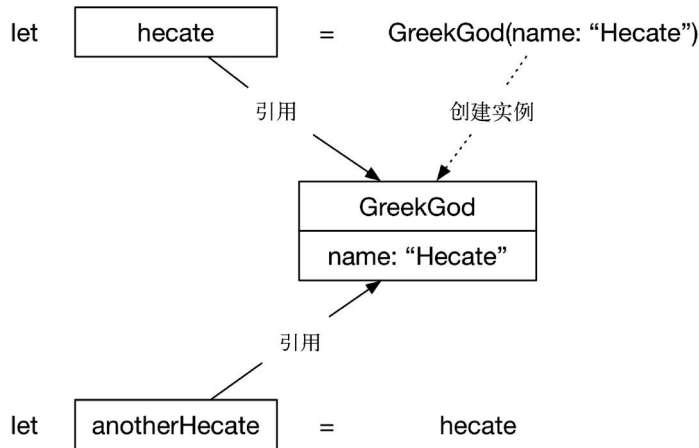 let hecate = GreekGod(name: “Hecate”)
引用 创建实例
GreekGod
name: “Hecate”
引用
let anotherHecate = hecate